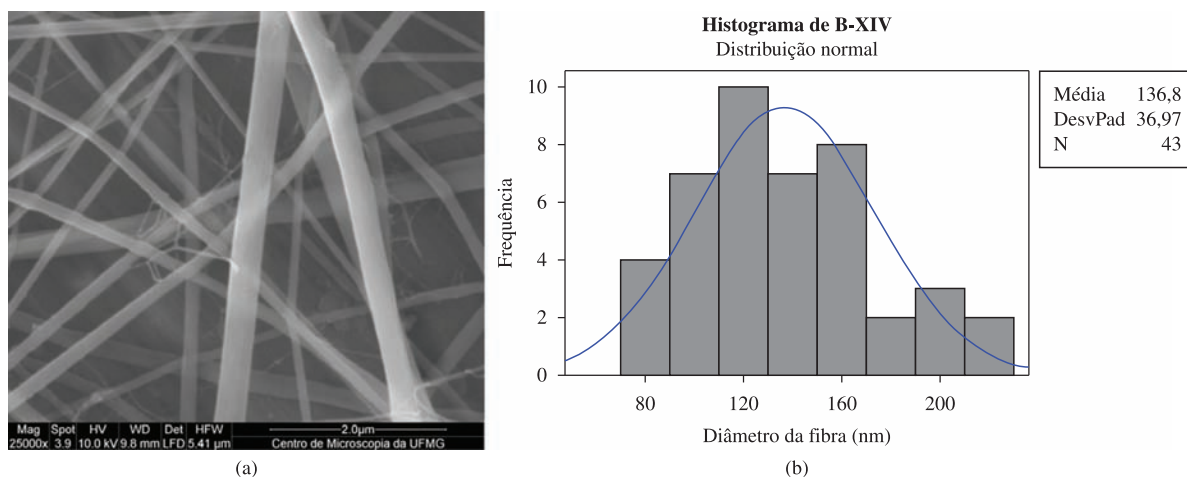 Mag Spot HV WD Det HFW 2.0µm
25000x 3.9 10.0 kV 9.8 mm LFD 5.41 µm Centro de Microscopia da UFMG
(a)
Histograma de B-XIV
Distribuição normal
Frequência
10
8
6
4
2
0
80 120 160 200
Diâmetro da fibra (nm)
Média 136,8
DesvPad 36,97
N 43
(b)